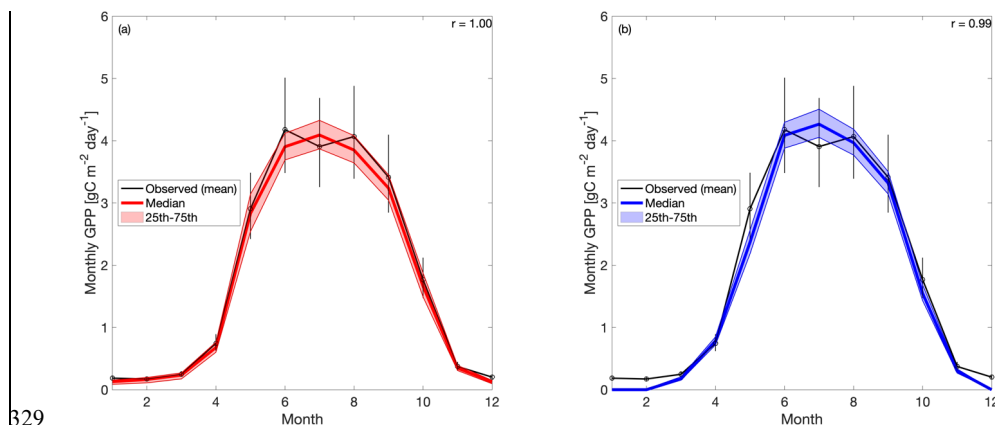 (a)
r = 1.00
6
5
4
3
2
1
0
Monthly GPP [gC m⁻² day⁻¹]
Observed (mean)
Median
25th-75th
2 4 6 8 10 12
Month
(b)
r = 0.99
6
5
4
3
2
1
0
Monthly GPP [gC m⁻² day⁻¹]
Observed (mean)
Median
25th-75th
2 4 6 8 10 12
Month
329